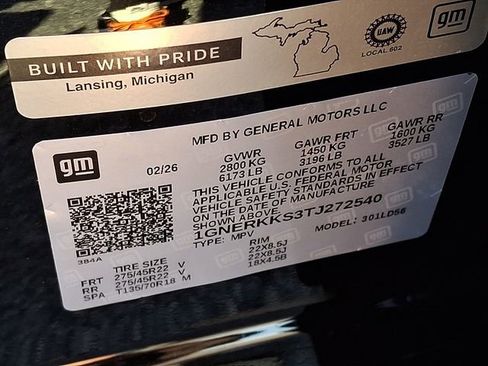 BUILT WITH PRIDE
Lansing, Michigan
UAW
LOCAL 602
gm
MFD BY GENERAL MOTORS LLC
gm
02/26
GVWR GAWR FRT GAWR RR
2800 KG 1450 KG 1600 KG
6173 LB 3196 LB 3527 LB
THIS VEHICLE CONFORMS TO ALL
APPLICABLE U.S. FEDERAL MOTOR
VEHICLE SAFETY STANDARDS IN EFFECT
ON THE DATE OF MANUFACTURE
SHOWN ABOVE.
1GNERKKS3TJ272540
TYPE: MPV MODEL: 301LD56
384A
TIRE SIZE RIM
FRT 275/45R22 V 22X8.5J
RR 275/45R22 V 22X8.5J
SPA T135/70R18 M 18X4.5B